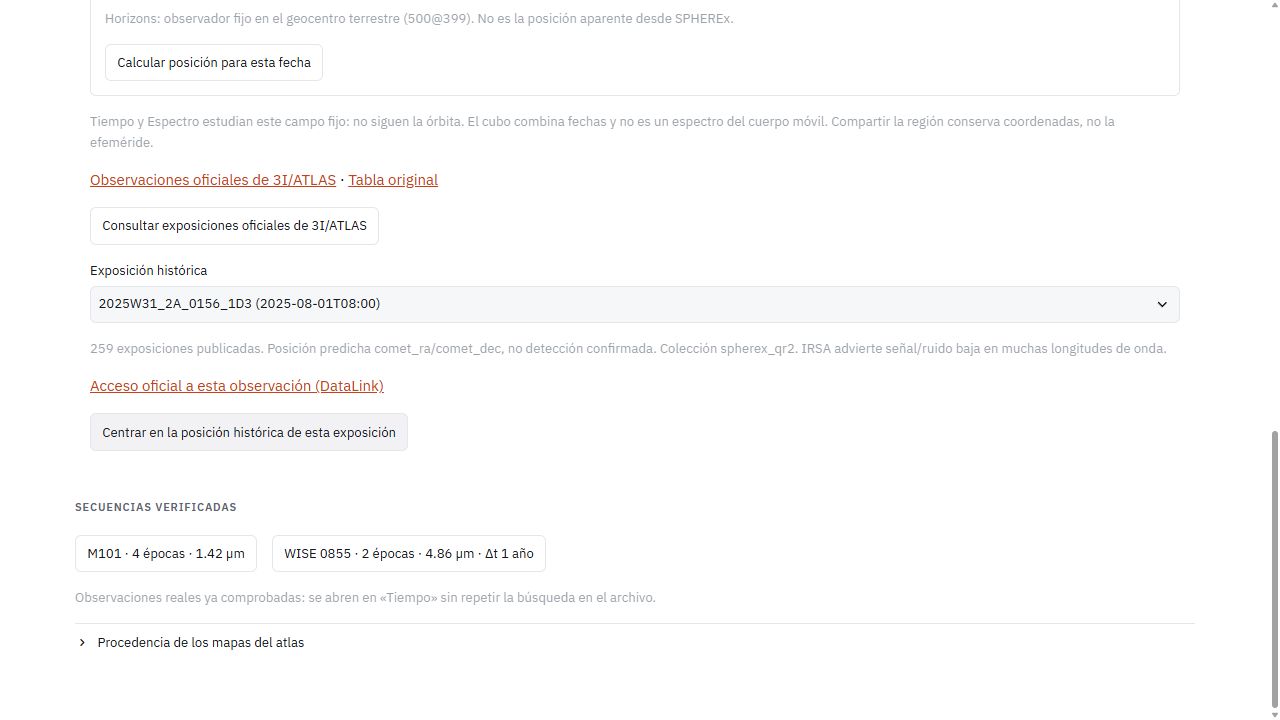 Horizons: observador fijo en el geocentro terrestre (500@399). No es la posición aparente desde SPHEREx.
Calcular posición para esta fecha
Tiempo y Espectro estudian este campo fijo: no siguen la órbita. El cubo combina fechas y no es un espectro del cuerpo móvil. Compartir la región conserva coordenadas, no la
efeméride.
Observaciones oficiales de 3I/ATLAS · Tabla original
Consultar exposiciones oficiales de 3I/ATLAS
Exposición histórica
2025W31_2A_0156_1D3 (2025-08-01T08:00)
259 exposiciones publicadas. Posición predicha comet_ra/comet_dec, no detección confirmada. Colección spherex_qr2. IRSA advierte señal/ruido baja en muchas longitudes de onda.
Acceso oficial a esta observación (DataLink)
Centrar en la posición histórica de esta exposición
SECUENCIAS VERIFICADAS
M101 · 4 épocas · 1.42 µm
WISE 0855 · 2 épocas · 4.86 µm · Δt 1 año
Observaciones reales ya comprobadas: se abren en «Tiempo» sin repetir la búsqueda en el archivo.
Procedencia de los mapas del atlas